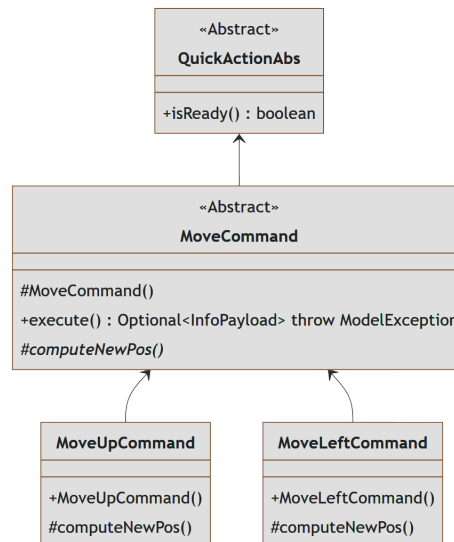 «Abstract»
QuickActionAbs
+isReady() : boolean
«Abstract»
MoveCommand
#MoveCommand()
+execute() : Optional<InfoPayload> throw ModelException
#computeNewPos()
MoveUpCommand
MoveLeftCommand
+MoveUpCommand()
+MoveLeftCommand()
#computeNewPos()
#computeNewPos()